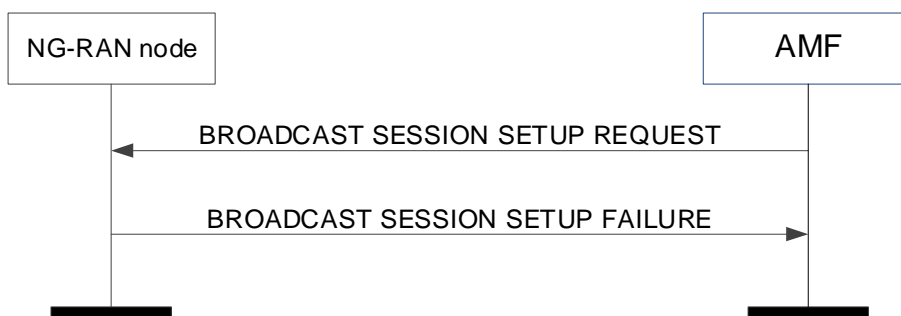 NG-RAN node
AMF
BROADCAST SESSION SETUP REQUEST
BROADCAST SESSION SETUP FAILURE